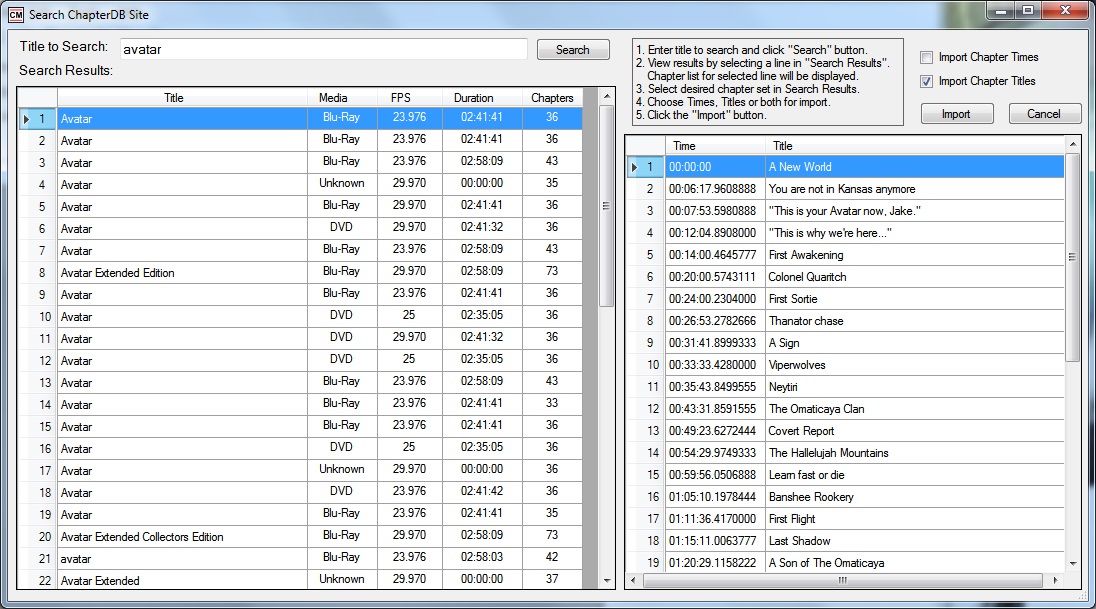 CM Search ChapterDB Site
Title to Search: avatar Search
Search Results:
1. Enter title to search and click "Search" button.
2. View results by selecting a line in "Search Results".
Chapter list for selected line will be displayed.
3. Select desired chapter set in Search Results.
4. Choose Times, Titles or both for import.
5. Click the "Import" button.
Import Chapter Times
Import Chapter Titles
Import Cancel
Title Media FPS Duration Chapters
1 Avatar Blu-Ray 23.976 02:41:41 36
2 Avatar Blu-Ray 23.976 02:41:41 36
3 Avatar Blu-Ray 23.976 02:58:09 43
4 Avatar Unknown 29.970 00:00:00 35
5 Avatar Blu-Ray 29.970 02:41:41 36
6 Avatar DVD 29.970 02:41:32 36
7 Avatar Blu-Ray 23.976 02:58:09 43
8 Avatar Extended Edition Blu-Ray 29.970 02:58:09 73
9 Avatar Blu-Ray 23.976 02:41:41 36
10 Avatar DVD 25 02:35:05 36
11 Avatar DVD 29.970 02:41:32 36
12 Avatar DVD 25 02:35:05 36
13 Avatar Blu-Ray 23.976 02:58:09 43
14 Avatar Blu-Ray 23.976 02:41:41 33
15 Avatar Blu-Ray 23.976 02:41:41 36
16 Avatar DVD 25 02:35:05 36
17 Avatar Unknown 29.970 00:00:00 36
18 Avatar DVD 23.976 02:41:42 36
19 Avatar Blu-Ray 23.976 02:41:41 35
20 Avatar Extended Collectors Edition Blu-Ray 29.970 02:58:09 73
21 avatar Blu-Ray 23.976 02:58:03 42
22 Avatar Extended Unknown 29.970 00:00:00 37
Time Title
1 00:00:00 A New World
2 00:06:17.9608888 You are not in Kansas anymore
3 00:07:53.5980888 "This is your Avatar now, Jake."
4 00:12:04.8908000 "This is why we're here..."
5 00:14:00.4645777 First Awakening
6 00:20:00.5743111 Colonel Quaritch
7 00:24:00.2304000 First Sortie
8 00:26:53.2782666 Thanator chase
9 00:31:41.8999333 A Sign
10 00:33:33.4280000 Viperwolves
11 00:35:43.8499555 Neytiri
12 00:43:31.8591555 The Omaticaya Clan
13 00:49:23.6272444 Covert Report
14 00:54:29.9749333 The Hallelujah Mountains
15 00:59:56.0506888 Learn fast or die
16 01:05:10.1978444 Banshee Rookery
17 01:11:36.4170000 First Flight
18 01:15:11.0063777 Last Shadow
19 01:20:29.1158222 A Son of The Omaticaya